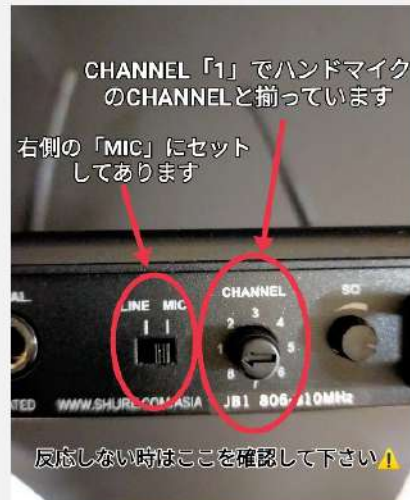 CHANNEL「1」でハンドマイク
のCHANNELと揃っています
右側の「MIC」にセット
してあります
LINE MIC
CHANNEL
SQ
1 2 3 4 5 6 7 8
WWW.SHURE.COM/ASIA
JB1 806-810MHz
反応しない時はここを確認して下さい⚠️